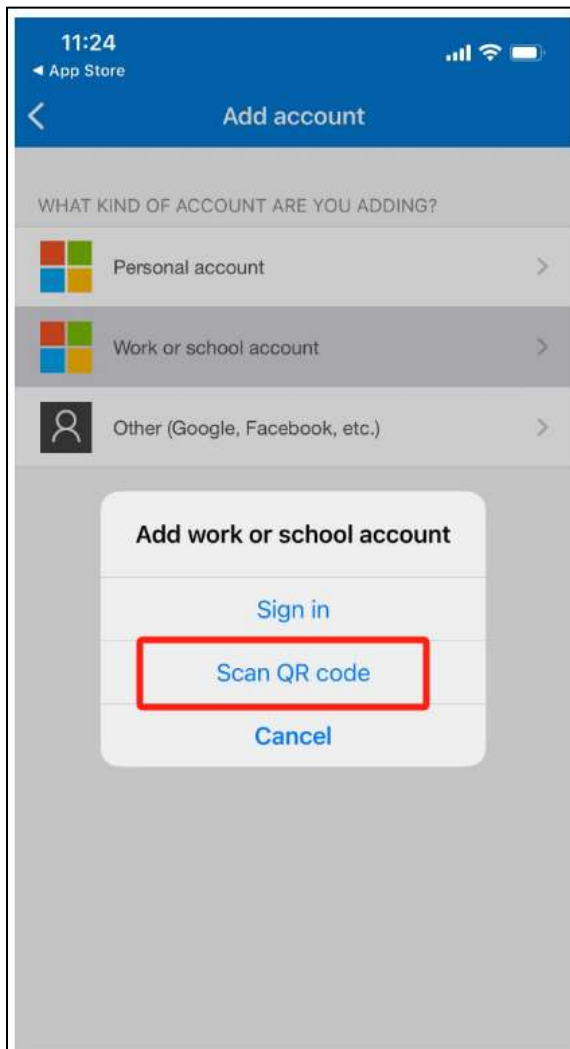 11:24
◀ App Store
Add account
WHAT KIND OF ACCOUNT ARE YOU ADDING?
Personal account
Work or school account
Other (Google, Facebook, etc.)
Add work or school account
Sign in
Scan QR code
Cancel